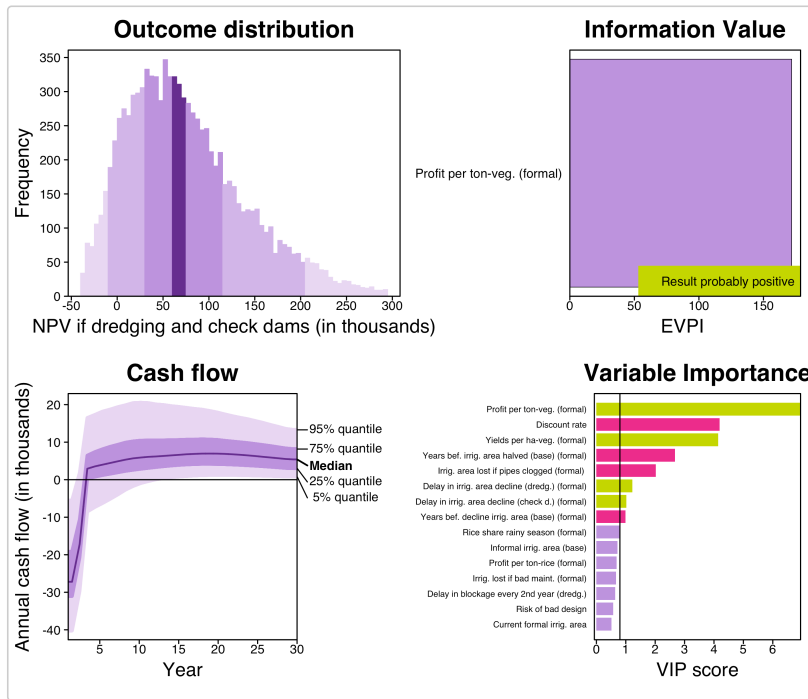 Outcome distribution
Frequency
350
300
250
200
150
100
50
0
-50 0 50 100 150 200 250 300
NPV if dredging and check dams (in thousands)
Information Value
Profit per ton-veg. (formal)
Result probably positive
0 50 100 150
EVPI
Cash flow
Annual cash flow (in thousands)
20
10
0
-10
-20
-30
-40
95% quantile
75% quantile
Median
25% quantile
5% quantile
5 10 15 20 25 30
Year
Variable Importance
Profit per ton-veg. (formal)
Discount rate
Yields per ha-veg. (formal)
Years bef. irrig. area halved (base) (formal)
Irrig. area lost if pipes clogged (formal)
Delay in irrig. area decline (dredg.) (formal)
Delay in irrig. area decline (check d.) (formal)
Years bef. decline irrig. area (base) (formal)
Rice share rainy season (formal)
Informal irrig. area (base)
Profit per ton-rice (formal)
Irrig. lost if bad maint. (formal)
Delay in blockage every 2nd year (dredg.)
Risk of bad design
Current formal irrig. area
0 1 2 3 4 5 6
VIP score